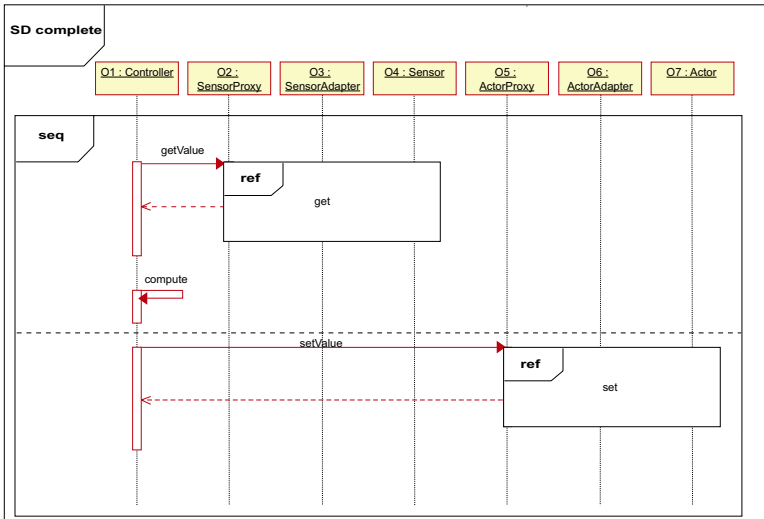 SD complete
O1 : Controller
O2 :
SensorProxy
O3 :
SensorAdapter
O4 : Sensor
O5 :
ActorProxy
O6 :
ActorAdapter
O7 : Actor
seq
getValue
ref
get
compute
setValue
ref
set